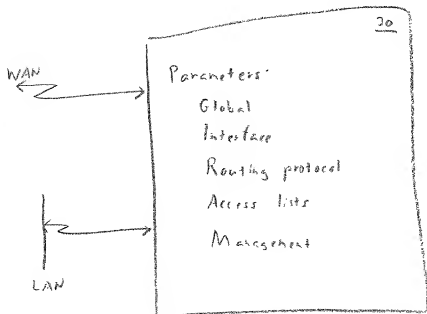 20
WAN
Parameters:
Global
Interface
Routing protocol
Access lists
Management
LAN